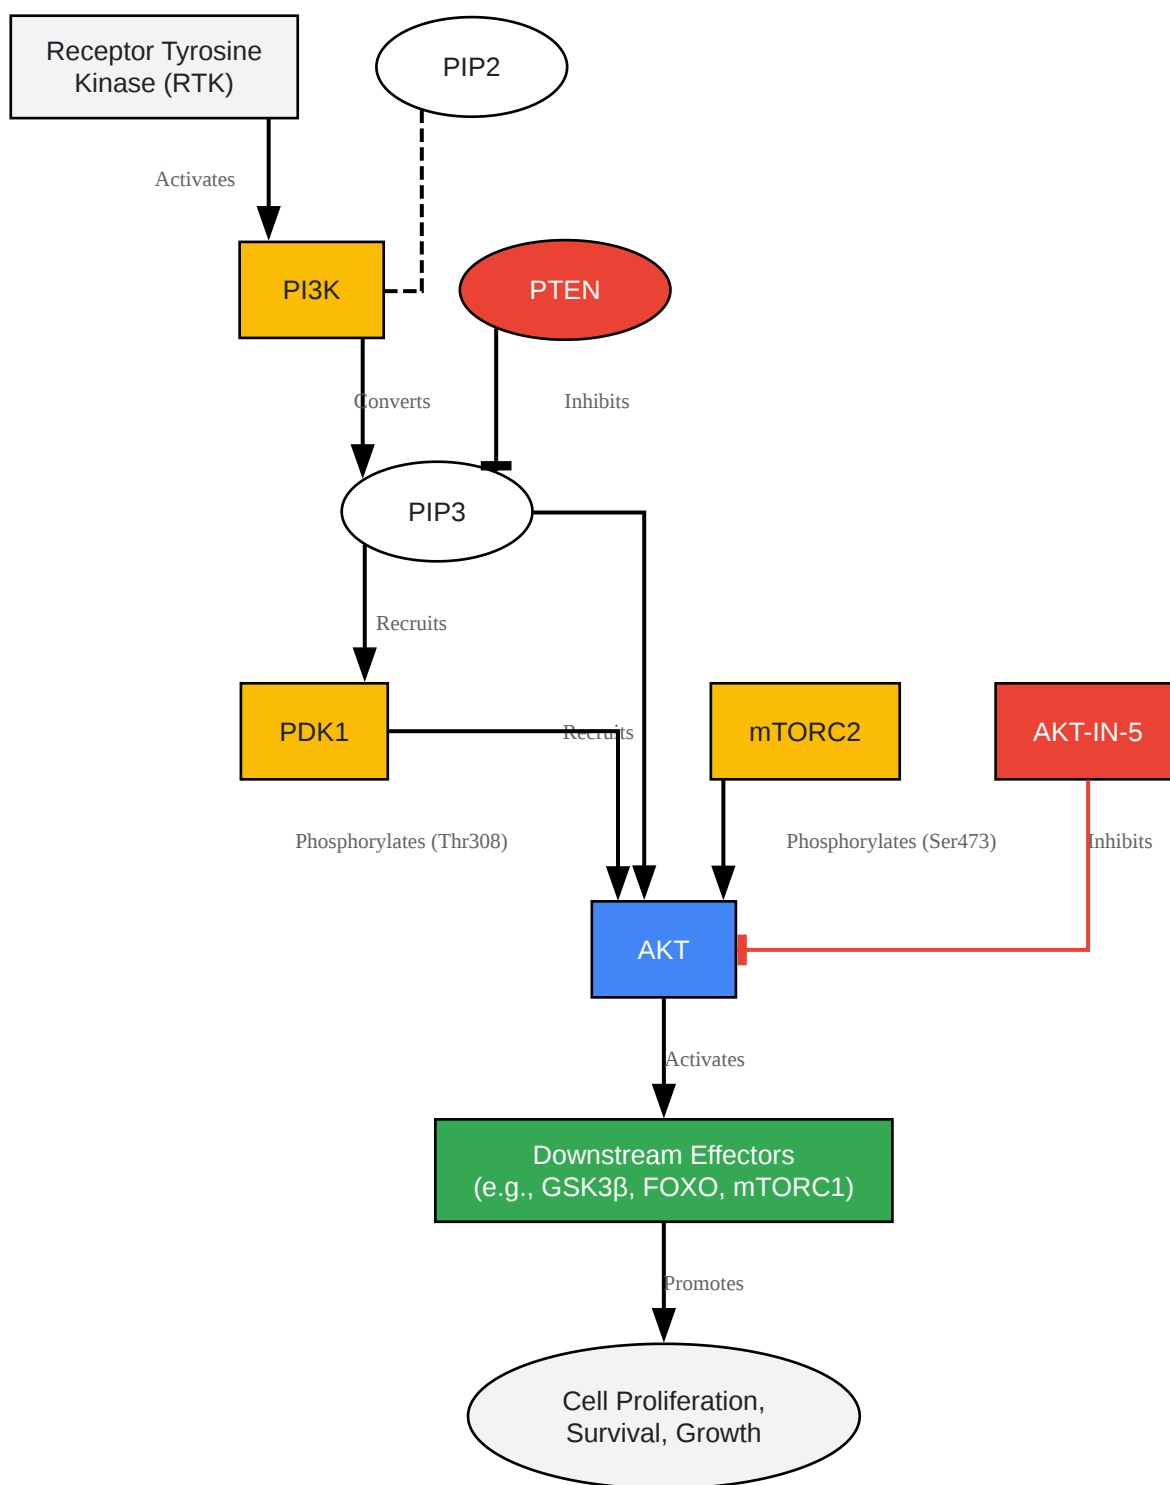 Receptor Tyrosine
Kinase (RTK)
PIP2
Activates
PI3K
PTEN
Converts
Inhibits
PIP3
Recruits
PDK1
Recruits
mTORC2
AKT-IN-5
Phosphorylates (Thr308)
Phosphorylates (Ser473)
Inhibits
AKT
Activates
Downstream Effectors
(e.g., GSK3β, FOXO, mTORC1)
Promotes
Cell Proliferation,
Survival, Growth